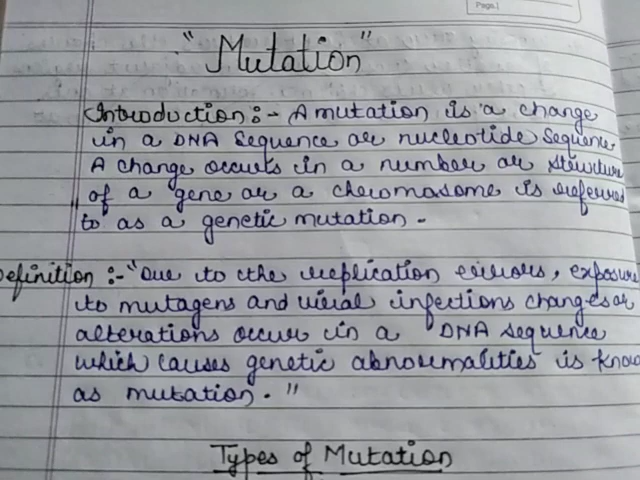 Page.
"Mutation"
Introduction :- A mutation is a change
in a DNA Sequence or nucleotide Sequence
A change occurs in a number or structure
of a gene or a chromosome is referred
to as a genetic mutation.
Definition :- "Due to the replication errors, exposure
to mutagens and viral infections changes or
alterations occur in a DNA sequence
which causes genetic abnormalities is know
as mutation."
Types of Mutation